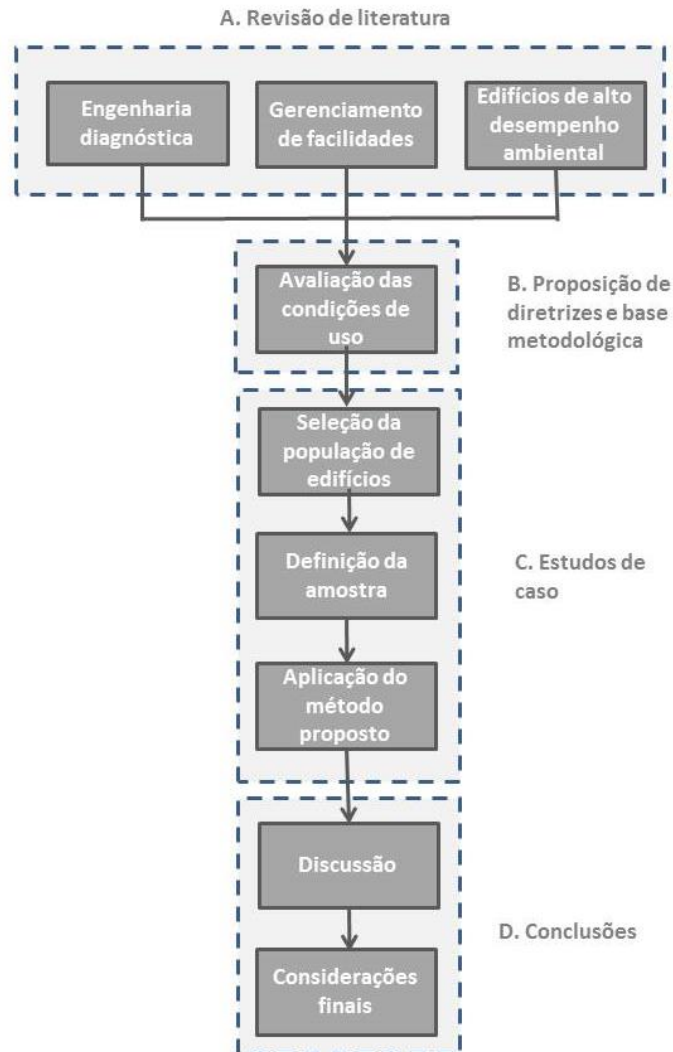 A. Revisão de literatura
Engenharia
diagnóstica
Gerenciamento
de facilidades
Edifícios de alto
desempenho
ambiental
Avaliação das
condições de
uso
B. Proposição de
diretrizes e base
metodológica
Seleção da
população de
edifícios
Definição da
amostra
Aplicação do
método
proposto
C. Estudos de
caso
Discussão
Considerações
finais
D. Conclusões